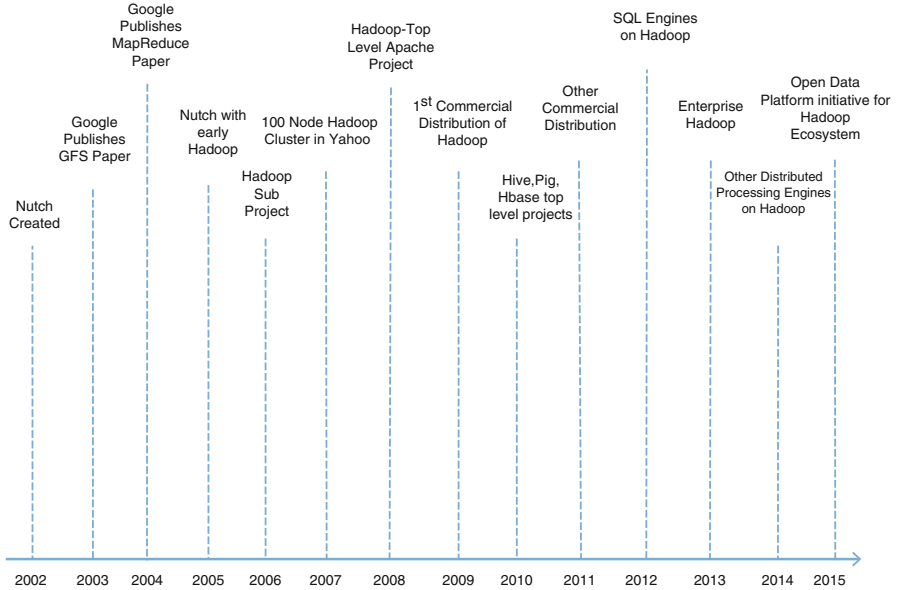 Nutch
Created
Google
Publishes
GFS Paper
Google
Publishes
MapReduce
Paper
Nutch with
early
Hadoop
Hadoop
Sub
Project
100 Node Hadoop
Cluster in Yahoo
Hadoop-Top
Level Apache
Project
1st Commercial
Distribution of
Hadoop
Hive,Pig,
Hbase top
level projects
Other
Commercial
Distribution
SQL Engines
on Hadoop
Enterprise
Hadoop
Other Distributed
Processing Engines
on Hadoop
Open Data
Platform initiative for
Hadoop
Ecosystem
2002 2003 2004 2005 2006 2007 2008 2009 2010 2011 2012 2013 2014 2015